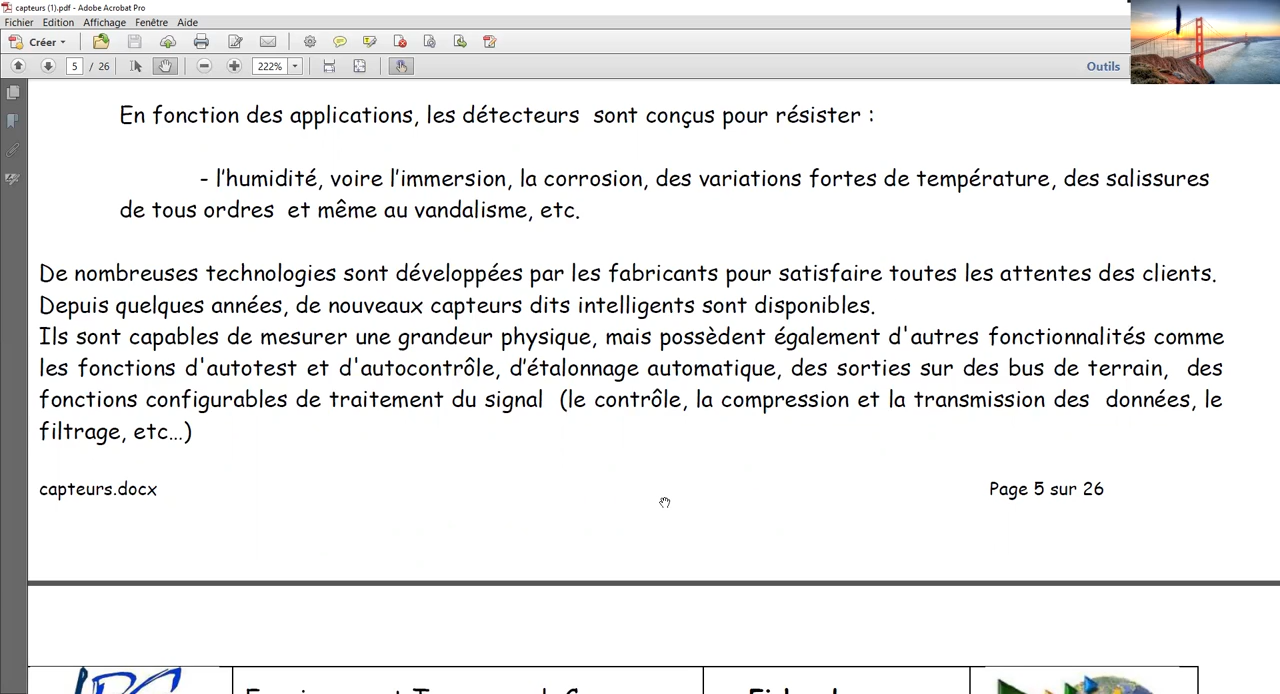 capteurs (1).pdf - Adobe Acrobat Pro
Fichier Edition Affichage Fenêtre Aide
Créer
5 / 26 222% Outils
En fonction des applications, les détecteurs sont conçus pour résister :
- l'humidité, voire l'immersion, la corrosion, des variations fortes de température, des salissures
de tous ordres et même au vandalisme, etc.
De nombreuses technologies sont développées par les fabricants pour satisfaire toutes les attentes des clients.
Depuis quelques années, de nouveaux capteurs dits intelligents sont disponibles.
Ils sont capables de mesurer une grandeur physique, mais possèdent également d'autres fonctionnalités comme
les fonctions d'autotest et d'autocontrôle, d'étalonnage automatique, des sorties sur des bus de terrain, des
fonctions configurables de traitement du signal (le contrôle, la compression et la transmission des données, le
filtrage, etc...)
capteurs.docx Page 5 sur 26